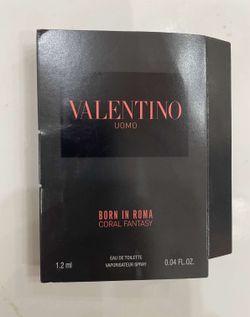 VALENTINO
UOMO
BORN IN ROMA
CORAL FANTASY
EAU DE TOILETTE
1.2 ml VAPORISATEUR SPRAY 0.04 FL.OZ.